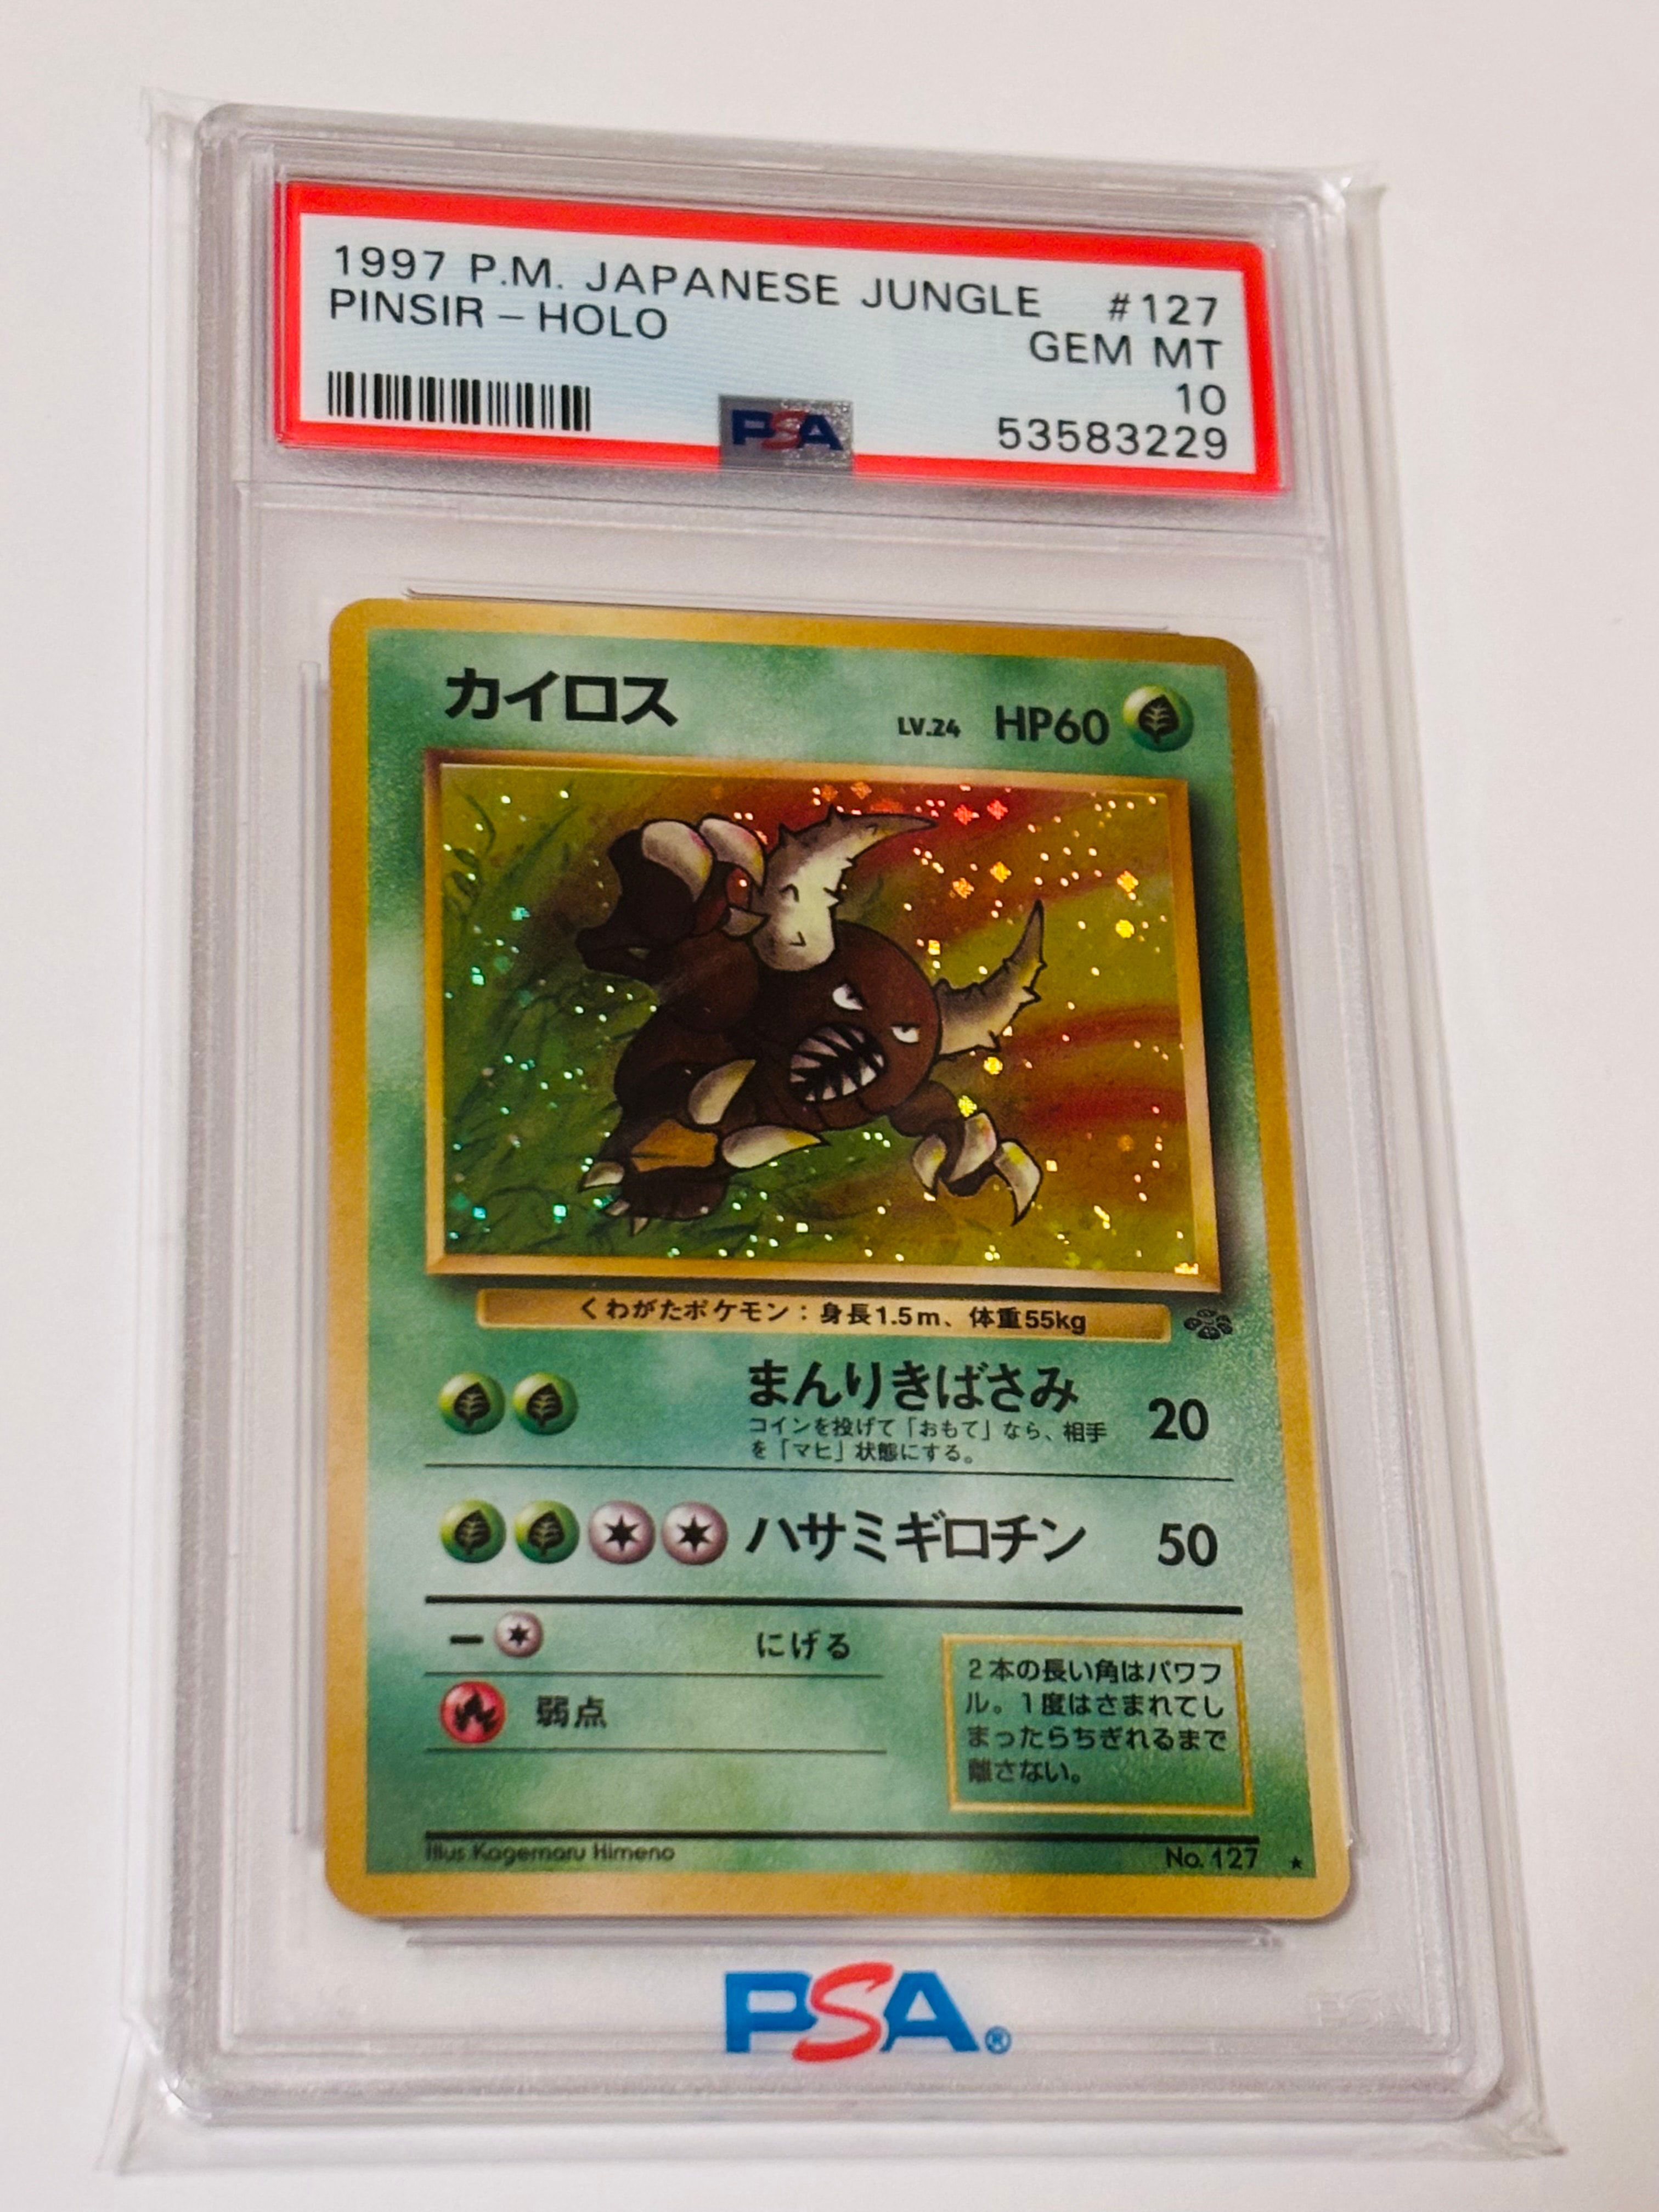 1997 P.M. JAPANESE JUNGLE #127
PINSIR – HOLO GEM MT
10
PSA 53583229
カイロス LV.24 HP60
くわがたポケモン：身長1.5m、体重55kg
まんりきばさみ 20
コインを投げて「おもて」なら、相手
を「マヒ」状態にする。
ハサミギロチン 50
– にげる
弱点
2本の長い角はパワフ
ル。1度はさまれてし
まったらちぎれるまで
離さない。
Illus. Kagemaru Himeno No. 127 ★
PSA®